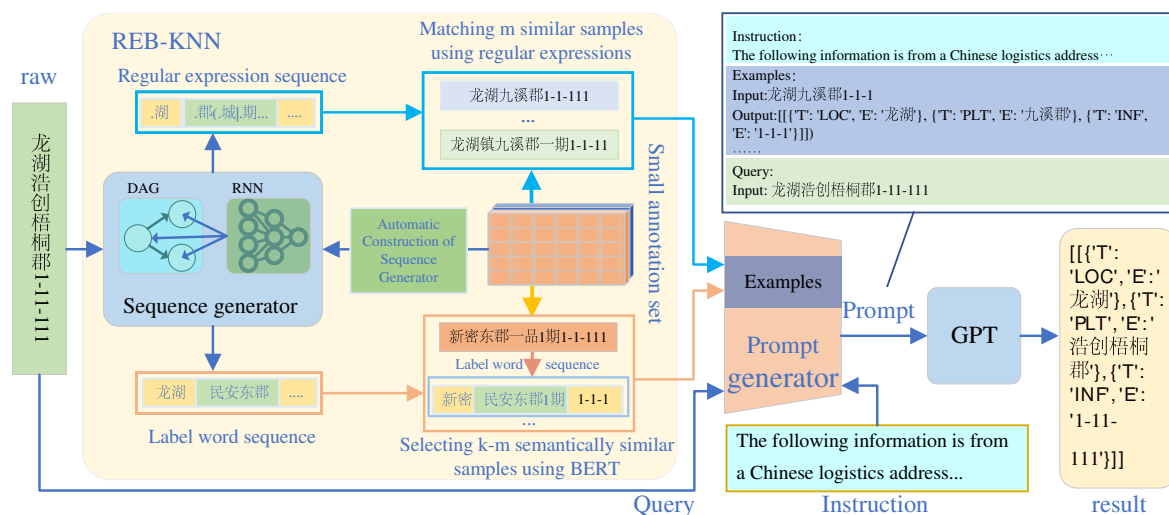 REB-KNN
raw
龙湖浩创梧桐郡1-11-111
Regular expression sequence
.湖
.郡(.城|.期...
....
DAG
RNN
Sequence generator
龙湖
民安东郡
....
Label word sequence
Automatic
Construction of
Sequence
Generator
Matching m similar samples
using regular expressions
龙湖九溪郡1-1-111
...
龙湖镇九溪郡一期1-1-11
Small annotation set
新密东郡一品1期1-1-111
Label word
sequence
新密
民安东郡1期
1-1-1
...
Selecting k-m semantically similar
samples using BERT
Instruction:
The following information is from a Chinese logistics address…
Examples:
Input:龙湖九溪郡1-1-1
Output:[[{'T': 'LOC', 'E': '龙湖'}, {'T': 'PLT', 'E': '九溪郡'}, {'T': 'INF',
'E': '1-1-1'}]])
……
Query:
Input: 龙湖浩创梧桐郡1-11-111
Examples
Prompt
generator
Prompt
GPT
The following information is from
a Chinese logistics address...
Query
Instruction
[[{'T':
'LOC','E':'
龙湖'},{'T':
'PLT','E':'
浩创梧桐
郡'},{'T':
'INF','E':
'1-11-
111'}]]
result